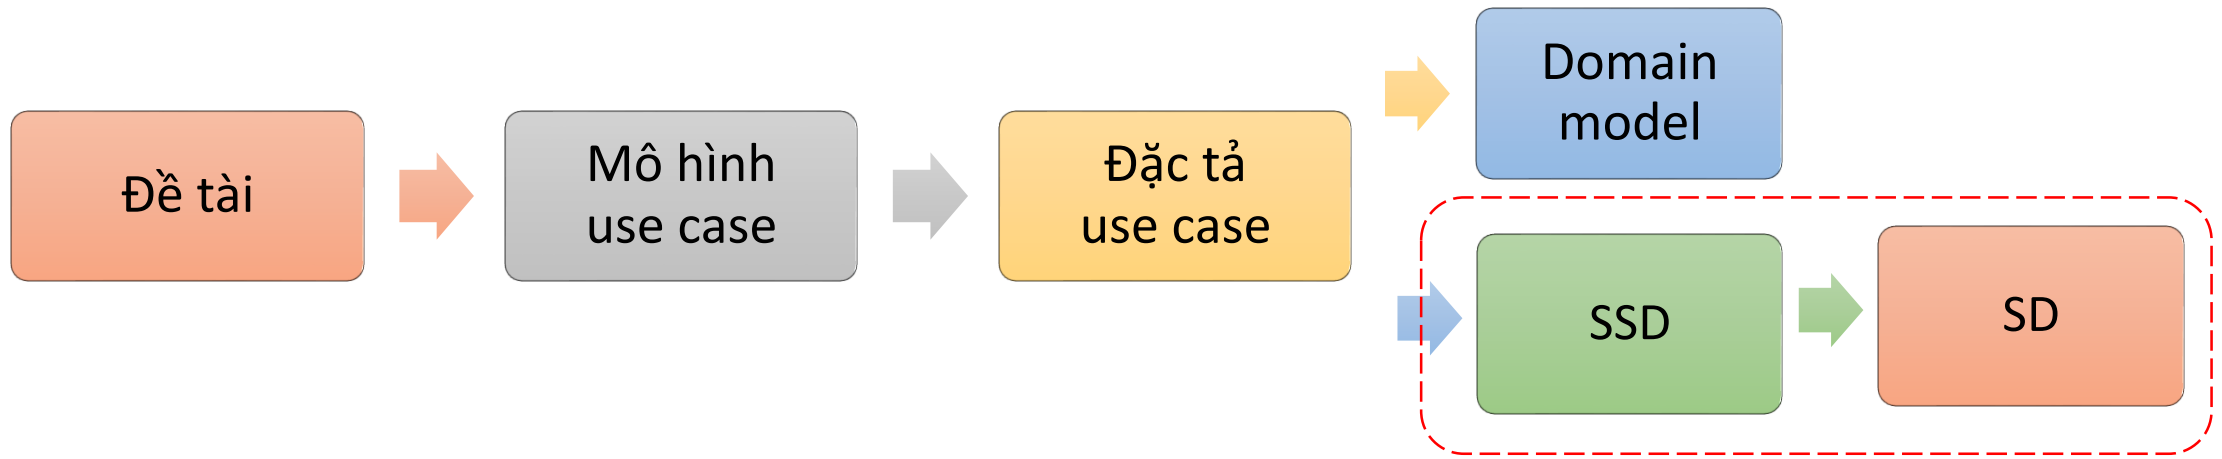 Đề tài
Mô hình
use case
Đặc tả
use case
Domain
model
SSD
SD